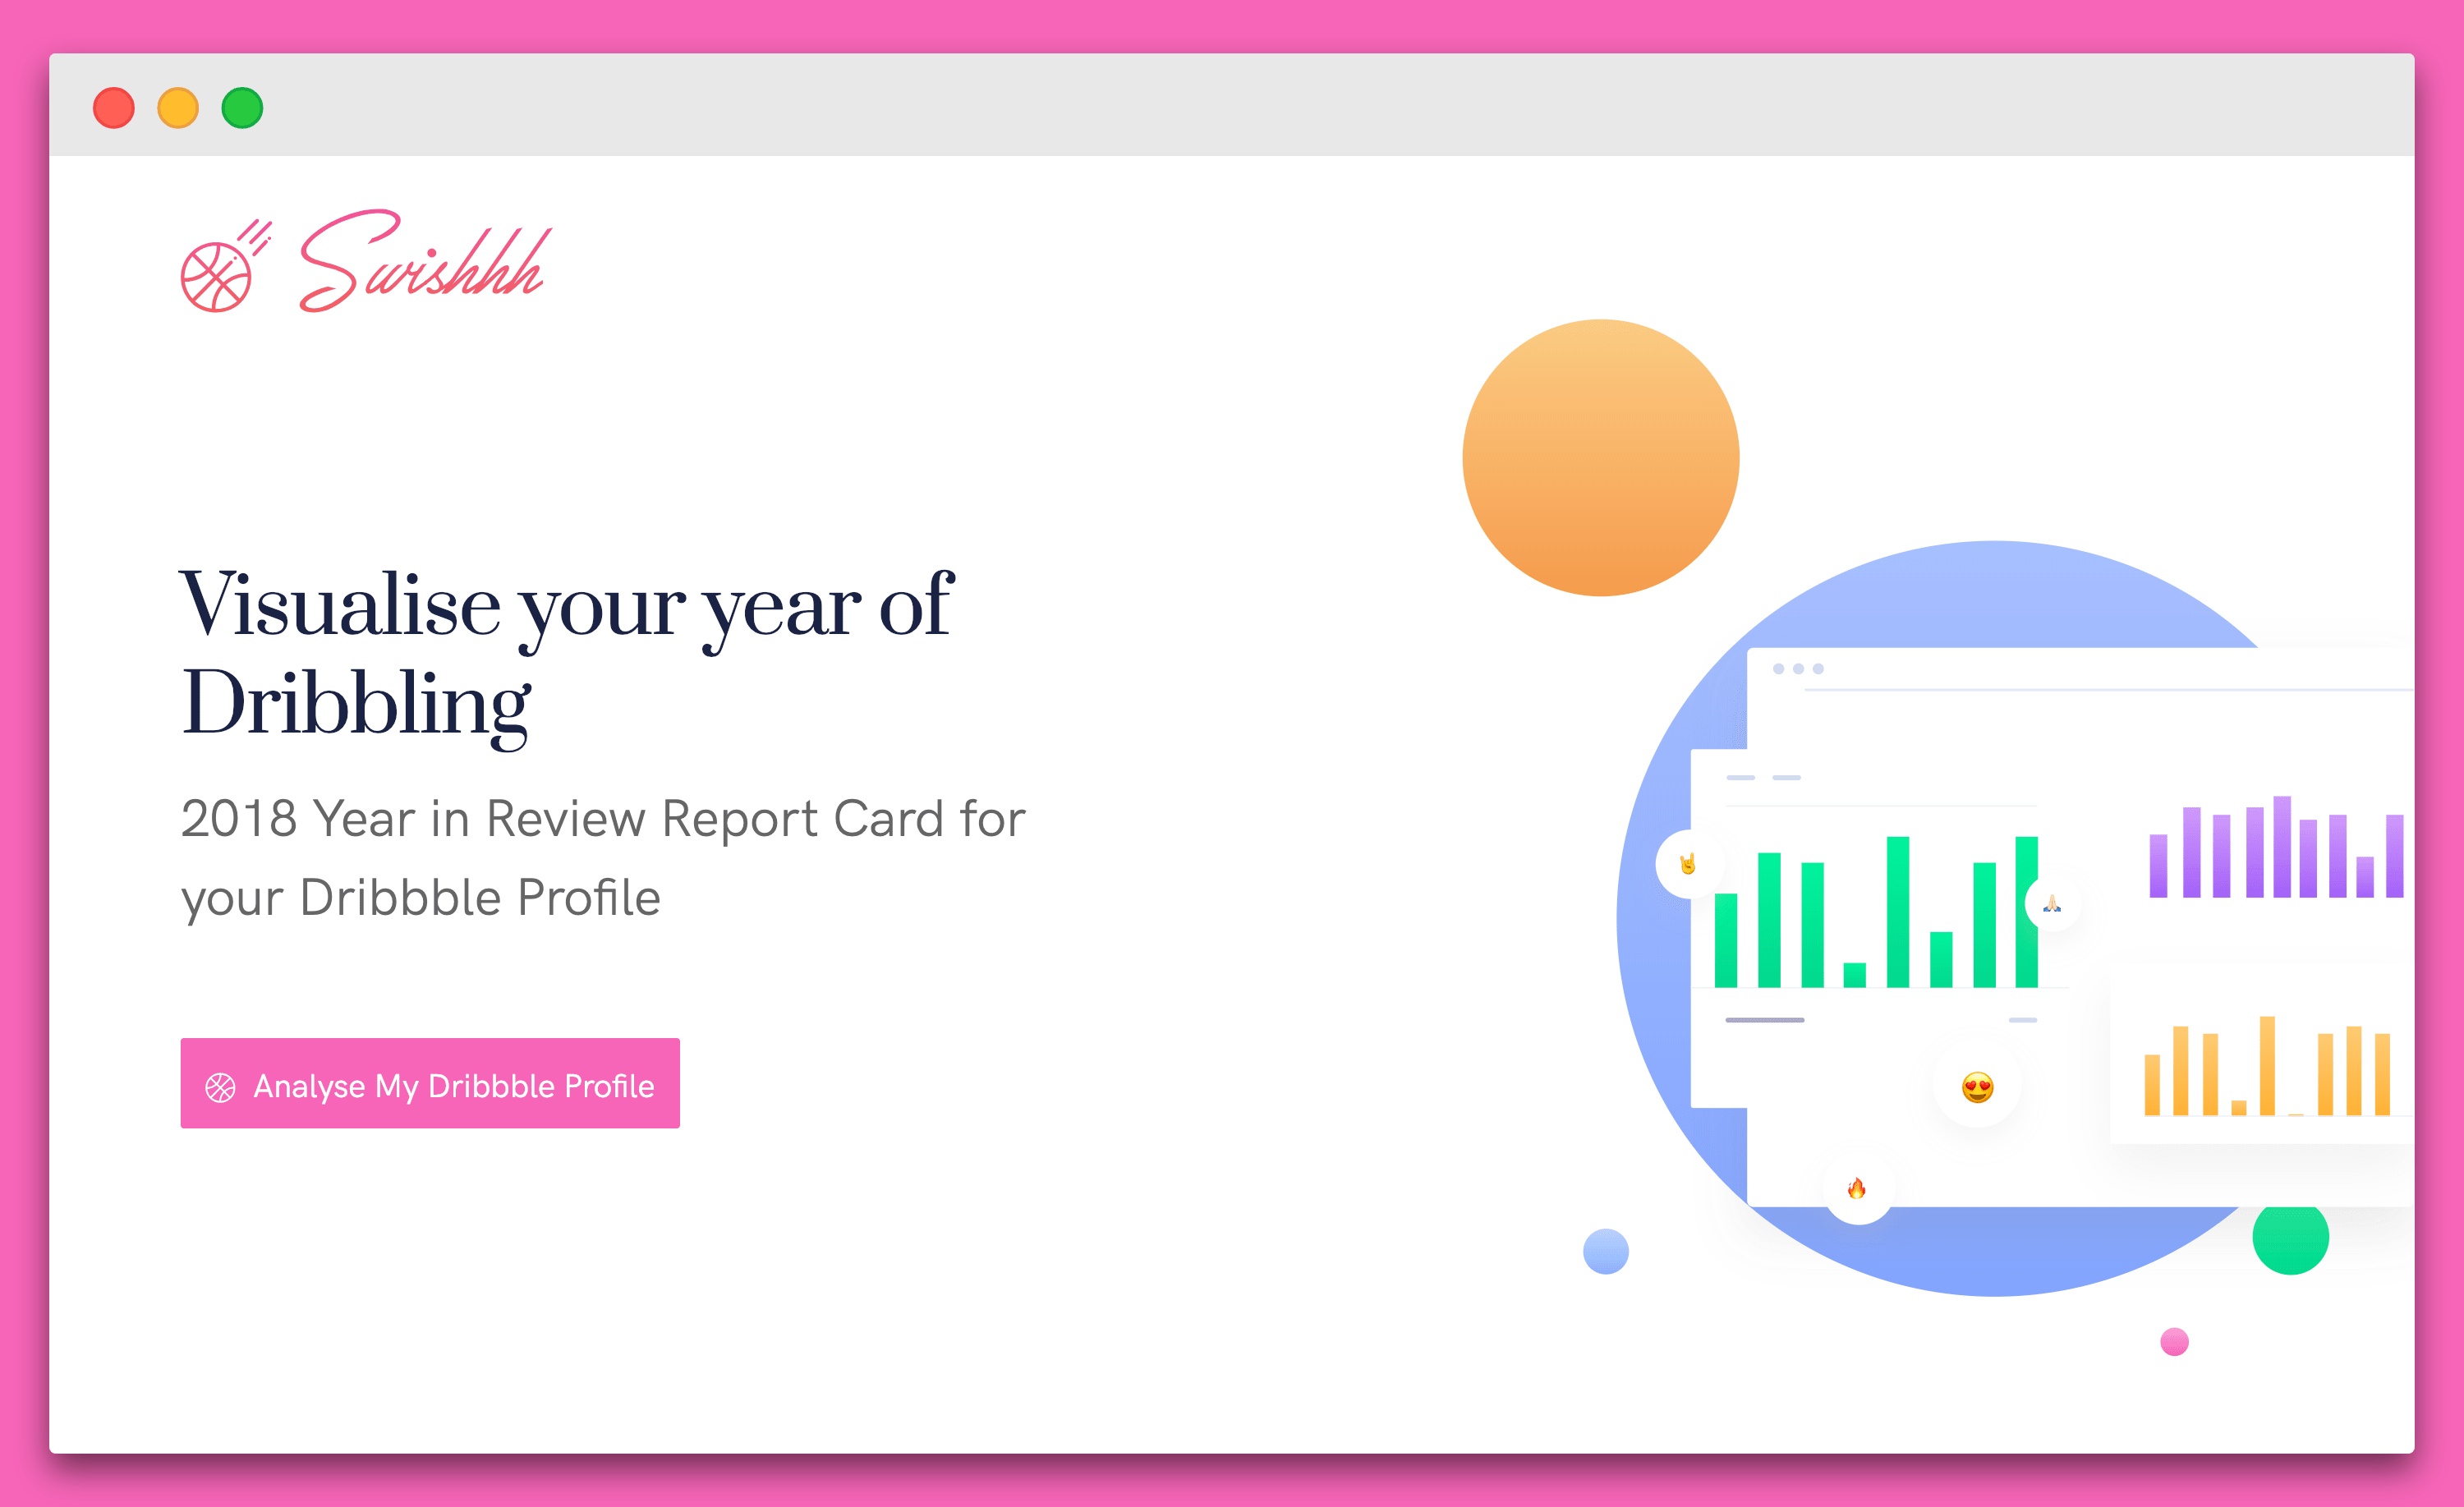 Swishhh
Visualise your year of
Dribbling
2018 Year in Review Report Card for
your Dribbble Profile
Analyse My Dribbble Profile